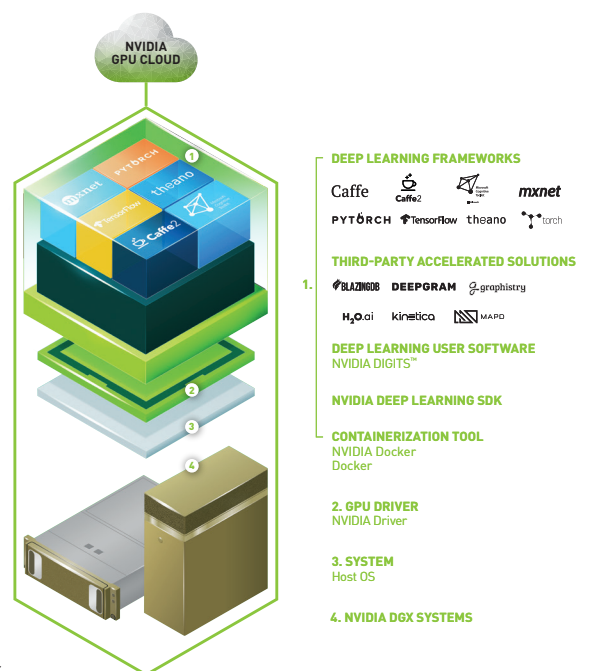 NVIDIA
GPU CLOUD
1
PYTORCH
mxnet
theano
TensorFlow
Caffe2
2
3
4
DEEP LEARNING FRAMEWORKS
Caffe
Caffe2
Microsoft
Cognitive
Toolkit
mxnet
PYTORCH
TensorFlow
theano
torch
THIRD-PARTY ACCELERATED SOLUTIONS
1.
BLAZINGDB
DEEPGRAM
graphistry
H2O.ai
kinetica
MAPD
DEEP LEARNING USER SOFTWARE
NVIDIA DIGITS™
NVIDIA DEEP LEARNING SDK
CONTAINERIZATION TOOL
NVIDIA Docker
Docker
2. GPU DRIVER
NVIDIA Driver
3. SYSTEM
Host OS
4. NVIDIA DGX SYSTEMS